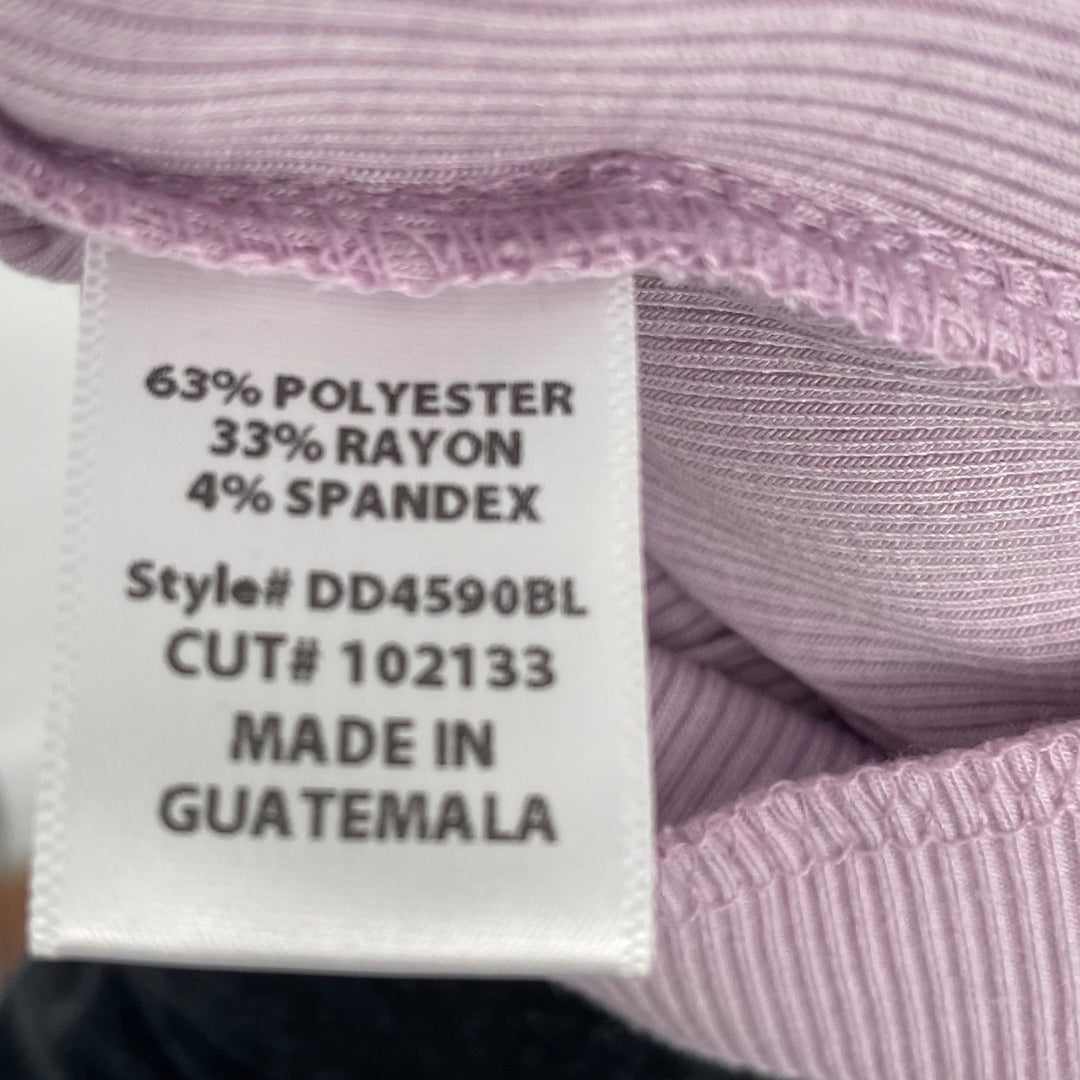 63% POLYESTER
33% RAYON
4% SPANDEX
Style# DD4590BL
CUT# 102133
MADE IN
GUATEMALA